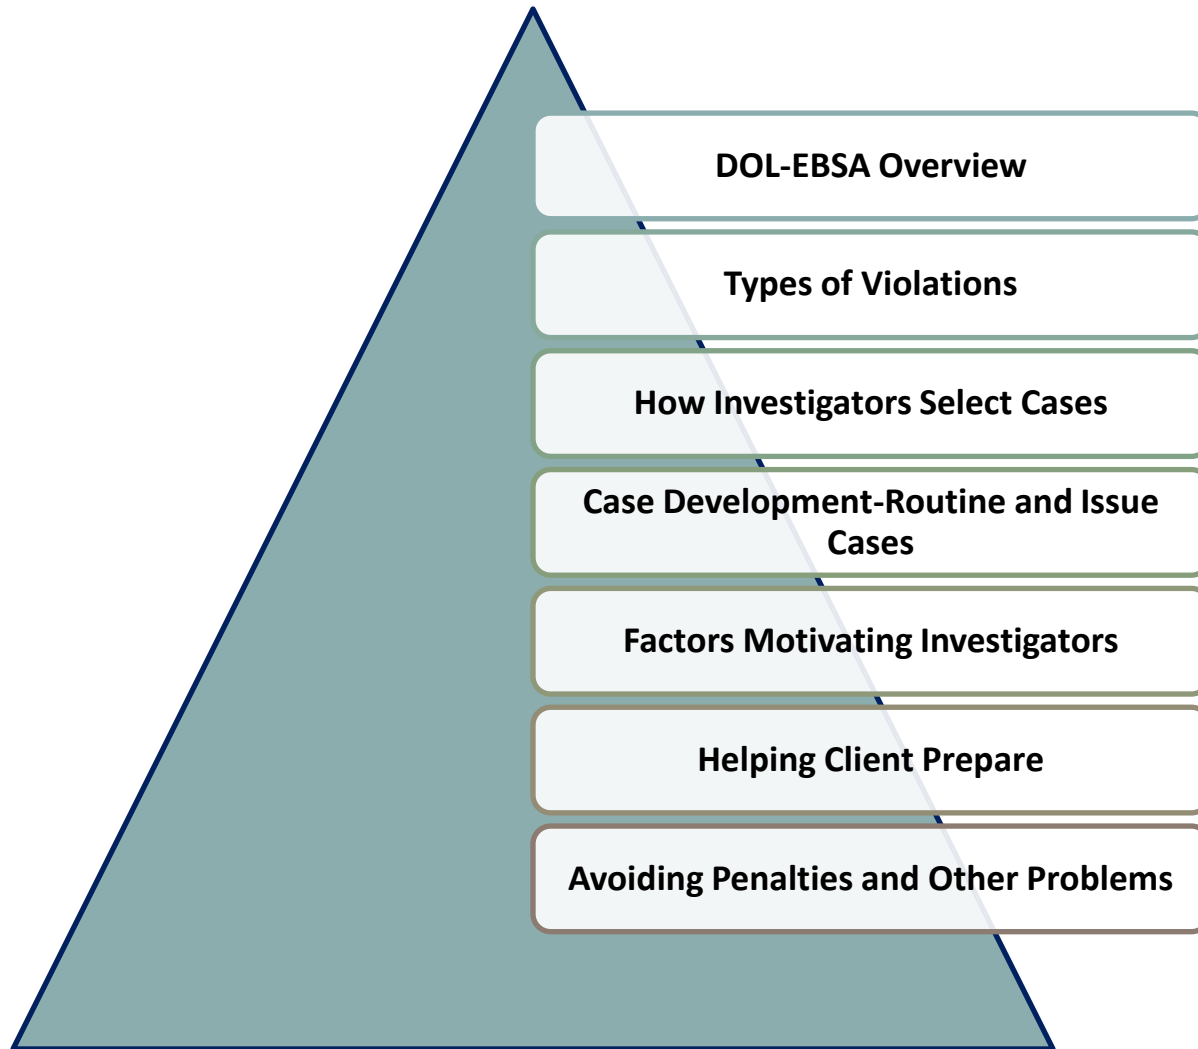 DOL-EBSA Overview
Types of Violations
How Investigators Select Cases
Case Development-Routine and Issue
Cases
Factors Motivating Investigators
Helping Client Prepare
Avoiding Penalties and Other Problems